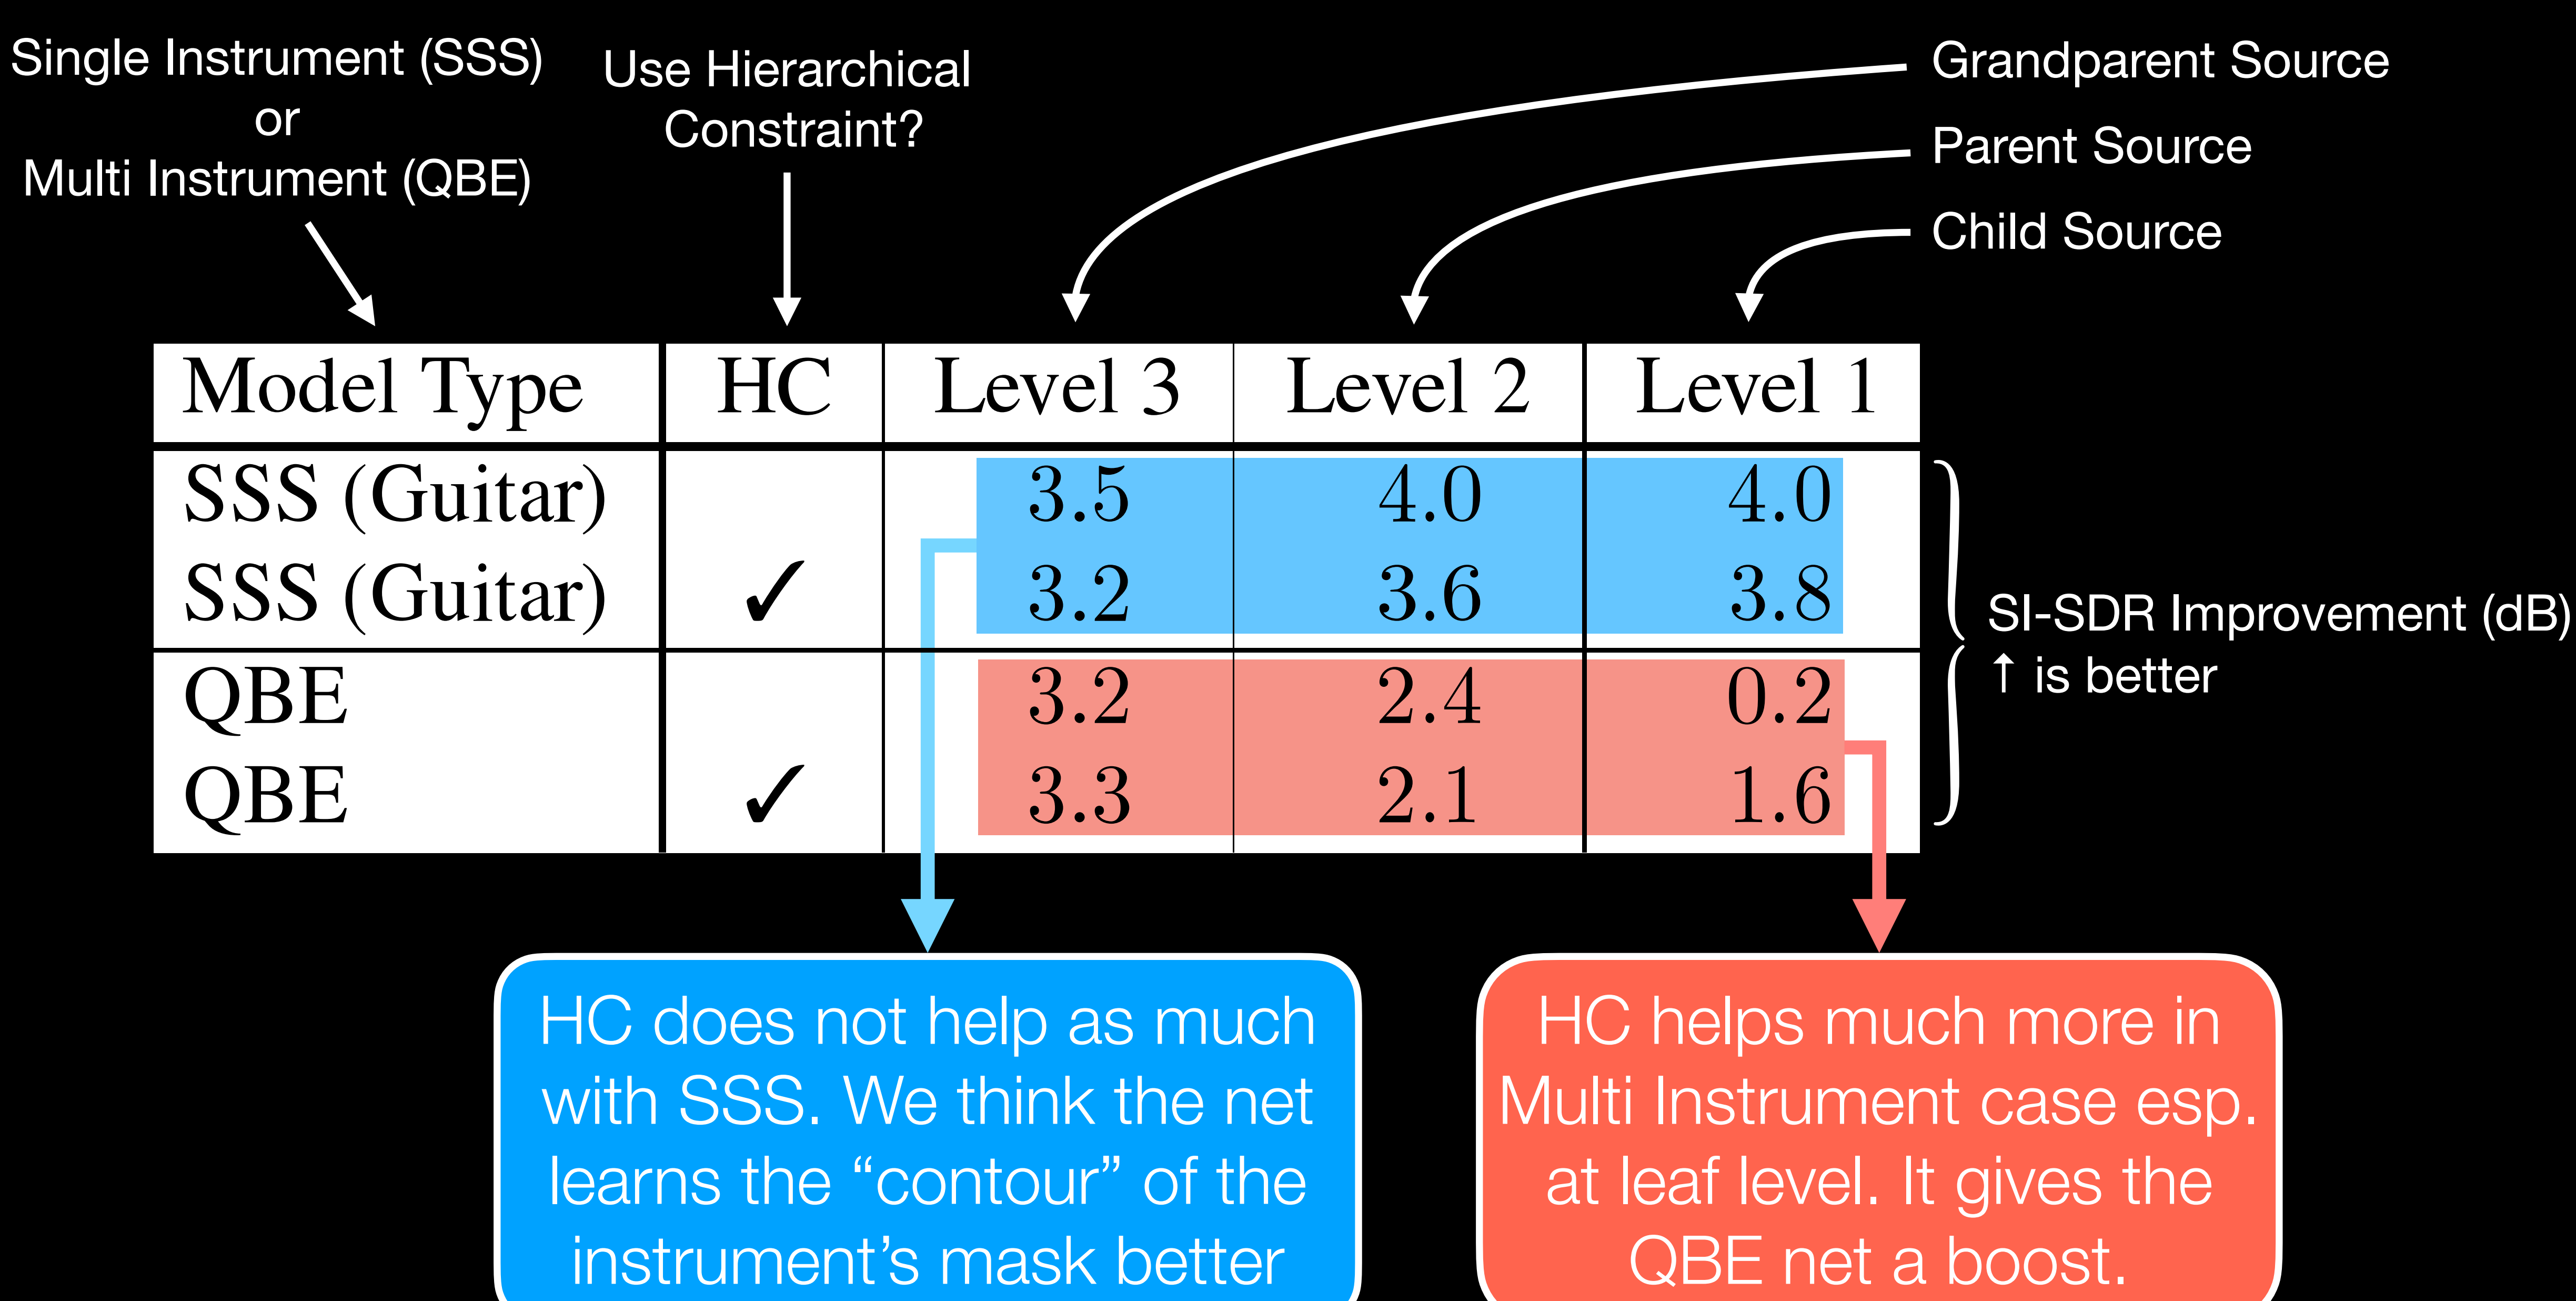 Single Instrument (SSS)
or
Multi Instrument (QBE)
Use Hierarchical
Constraint?
Grandparent Source
Parent Source
Child Source
Model Type HC Level 3 Level 2 Level 1
SSS (Guitar) 3.5 4.0 4.0
SSS (Guitar) ✓ 3.2 3.6 3.8
QBE 3.2 2.4 0.2
QBE ✓ 3.3 2.1 1.6
SI-SDR Improvement (dB)
↑ is better
HC does not help as much
with SSS. We think the net
learns the “contour” of the
instrument’s mask better
HC helps much more in
Multi Instrument case esp.
at leaf level. It gives the
QBE net a boost.